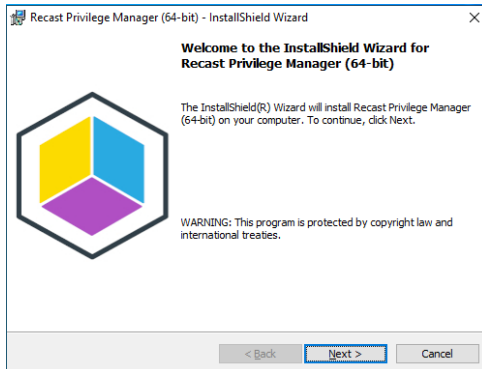 Recast Privilege Manager (64-bit) - InstallShield Wizard
Welcome to the InstallShield Wizard for
Recast Privilege Manager (64-bit)
The InstallShield(R) Wizard will install Recast Privilege Manager
(64-bit) on your computer. To continue, click Next.
WARNING: This program is protected by copyright law and
international treaties.
< Back
Next >
Cancel